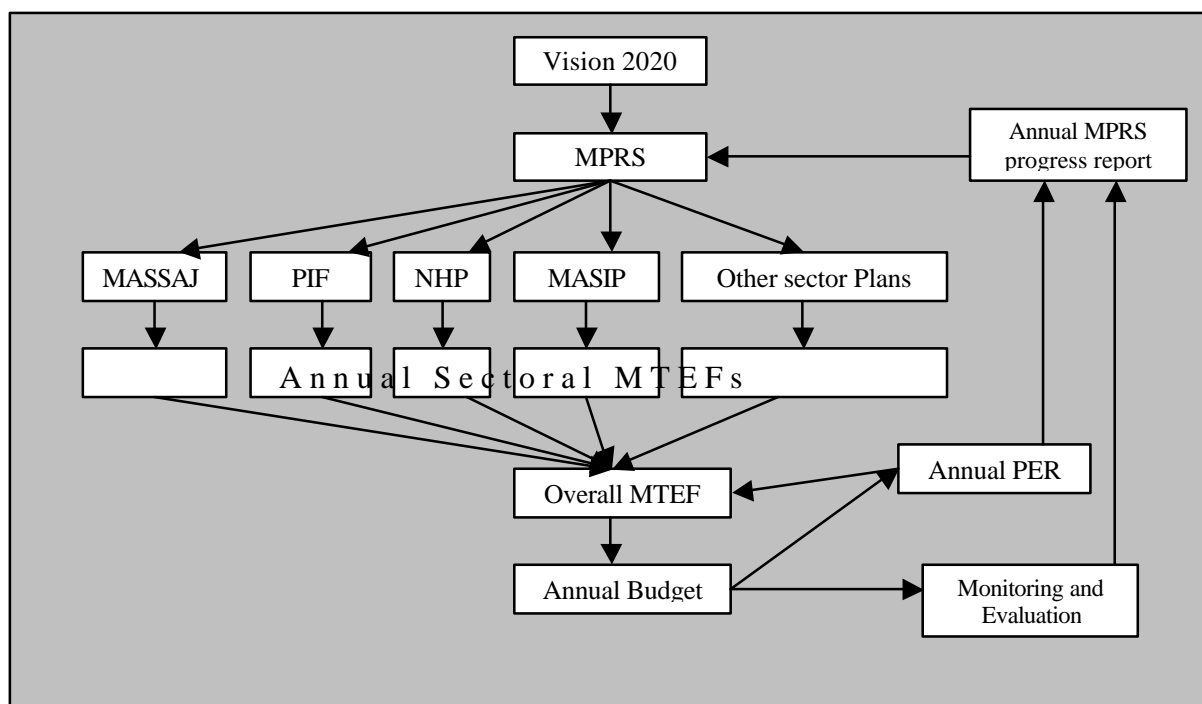 Vision 2020
MPRS
Annual MPRS
progress report
MASSAJ
PIF
NHP
MASIP
Other sector Plans
Annual Sectoral MTEFs
Overall MTEF
Annual PER
Annual Budget
Monitoring and
Evaluation